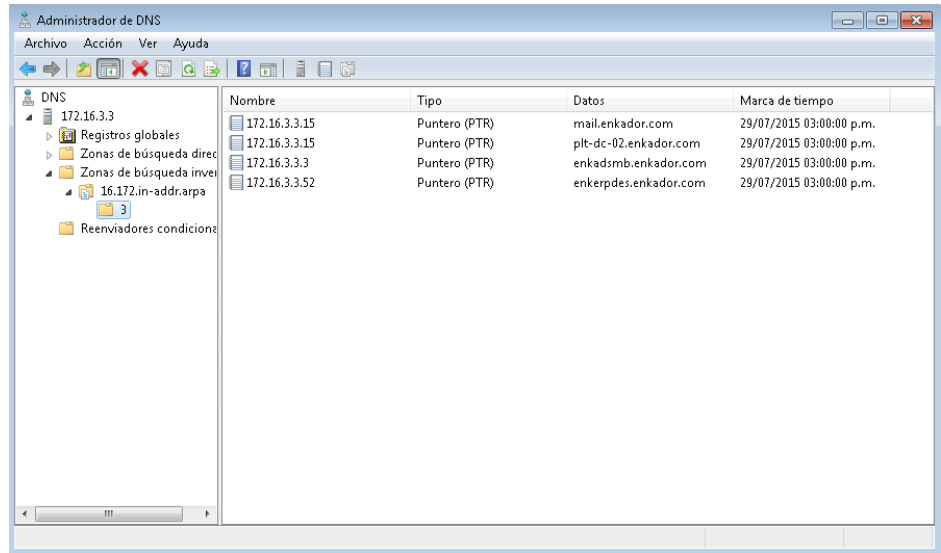 Administrador de DNS
Archivo Acción Ver Ayuda
DNS
172.16.3.3
Registros globales
Zonas de búsqueda direc
Zonas de búsqueda inver
16.172.in-addr.arpa
3
Reenviadores condiciona
Nombre Tipo Datos Marca de tiempo
172.16.3.3.15 Puntero (PTR) mail.enkador.com 29/07/2015 03:00:00 p.m.
172.16.3.3.15 Puntero (PTR) plt-dc-02.enkador.com 29/07/2015 03:00:00 p.m.
172.16.3.3.3 Puntero (PTR) enkadsmb.enkador.com 29/07/2015 03:00:00 p.m.
172.16.3.3.52 Puntero (PTR) enkerpdes.enkador.com 29/07/2015 03:00:00 p.m.